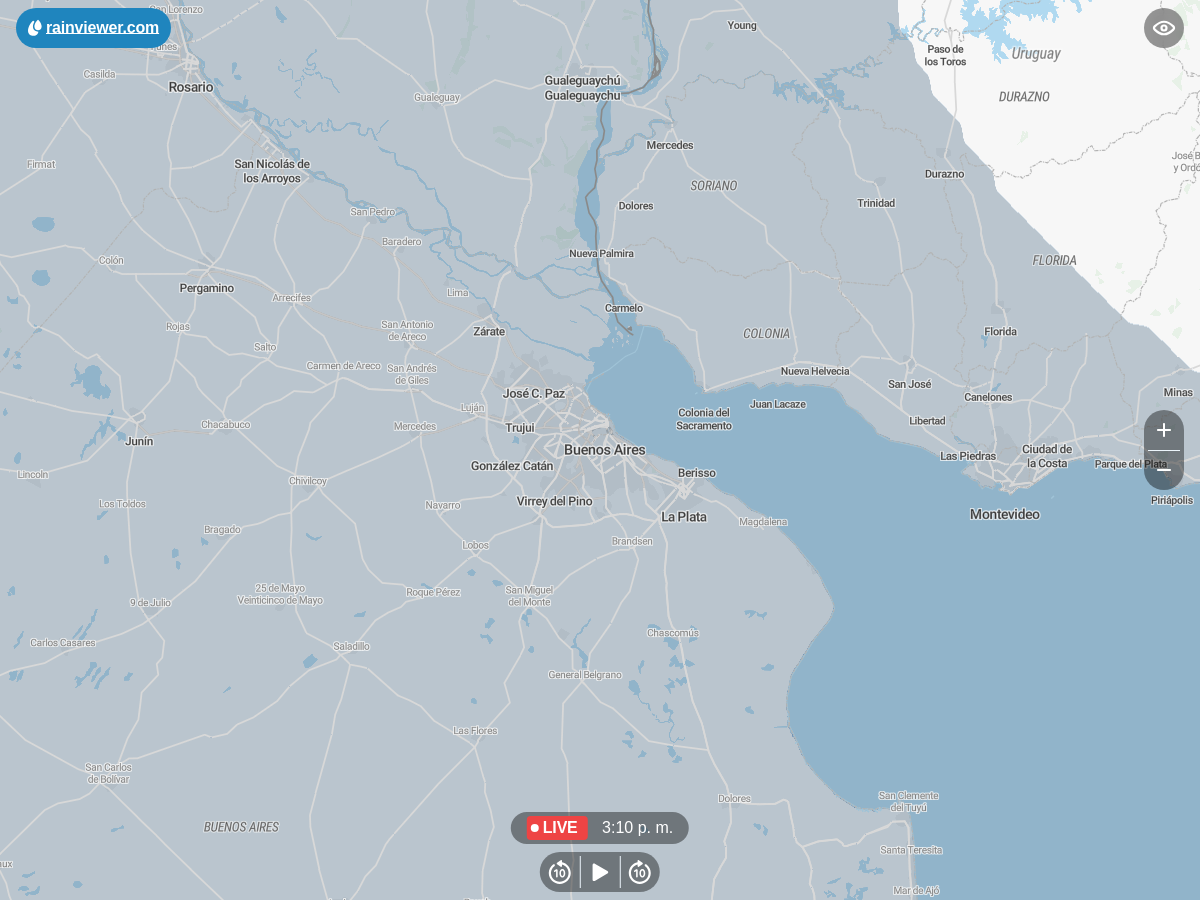 San Lorenzo
rainviewer.com
Funes
Casilda
Rosario
Young
Paso de
los Toros
Uruguay
DURAZNO
Gualeguaychú
Gualeguaychu
Gualeguay
Firmat
San Nicolás de
los Arroyos
Mercedes
SORIANO
Durazno
Trinidad
San Pedro
Dolores
Baradero
Nueva Palmira
FLORIDA
Colón
Pergamino
Arrecifes
Lima
Carmelo
Rojas
San Antonio
de Areco
Zárate
COLONIA
Florida
Salto
Carmen de Areco
San Andrés
de Giles
Nueva Helvecia
San José
José C. Paz
Canelones
Minas
Luján
Juan Lacaze
Colonia del
Sacramento
Chacabuco
Mercedes
Trujui
Libertad
Junín
Buenos Aires
Las Piedras
Ciudad de
la Costa
Parque del Plata
González Catán
Berisso
Lincoln
Chivilcoy
Virrey del Pino
Piriápolis
Los Toldos
Navarro
La Plata
Magdalena
Montevideo
Bragado
Lobos
Brandsen
25 de Mayo
Veinticinco de Mayo
9 de Julio
Roque Pérez
San Miguel
del Monte
Carlos Casares
Saladillo
Chascomús
General Belgrano
Las Flores
San Carlos
de Bolívar
Dolores
San Clemente
del Tuyú
BUENOS AIRES
LIVE 3:10 p. m.
Santa Teresita
10 10
Mar de Ajó